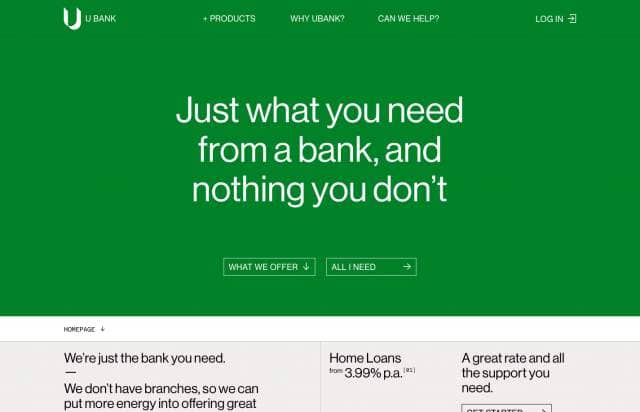 U BANK
+ PRODUCTS
WHY UBANK?
CAN WE HELP?
LOG IN
Just what you need
from a bank, and
nothing you don't
WHAT WE OFFER ↓
ALL I NEED →
HOMEPAGE ↓
We're just the bank you need.
—
We don't have branches, so we can
put more energy into offering great
Home Loans
from 3.99% p.a.[01]
A great rate and all
the support you
need.
GET STARTED →